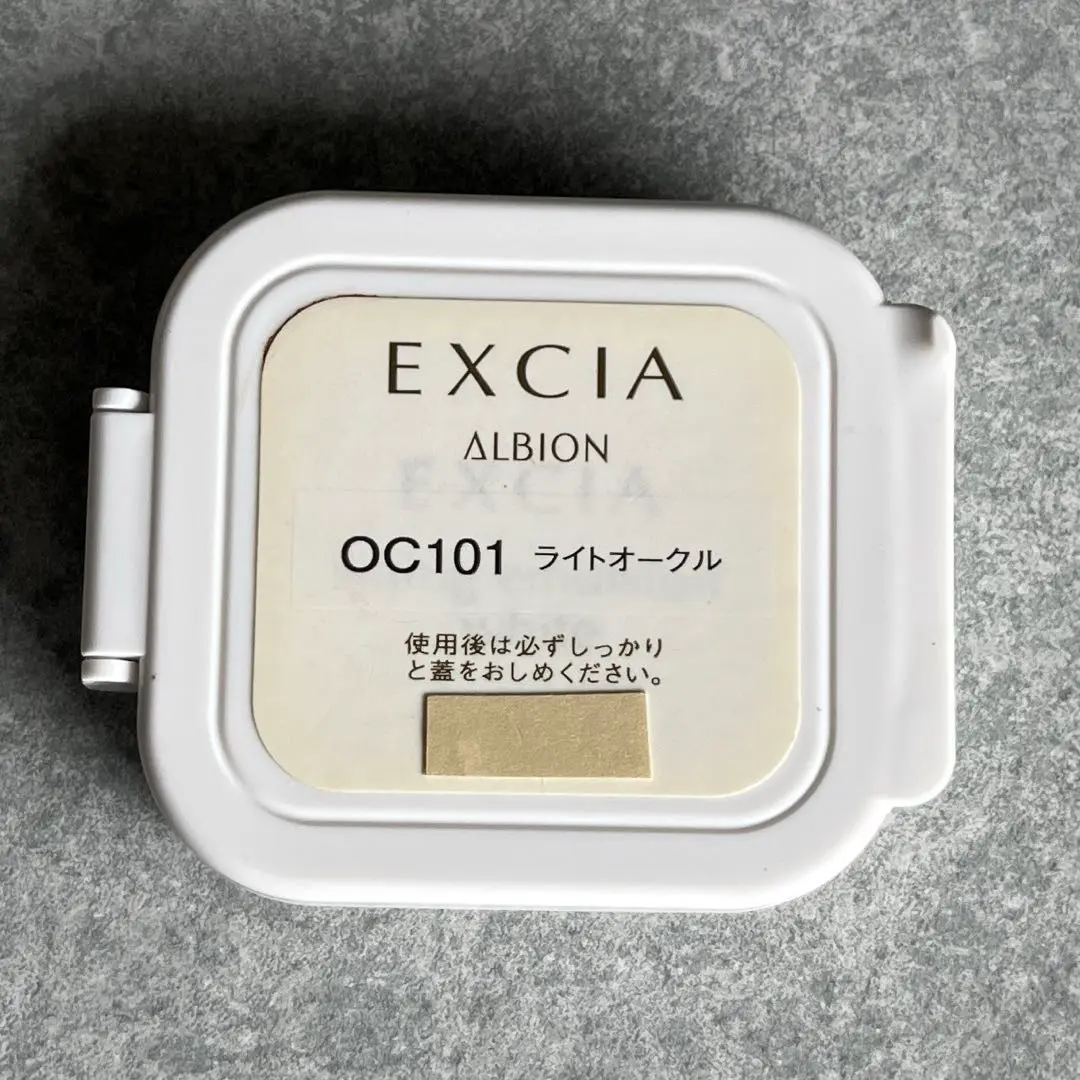 EXCIA
ALBION
EXCIA
OC101 ライトオークル
使用後は必ずしっかり
と蓋をおしめください。